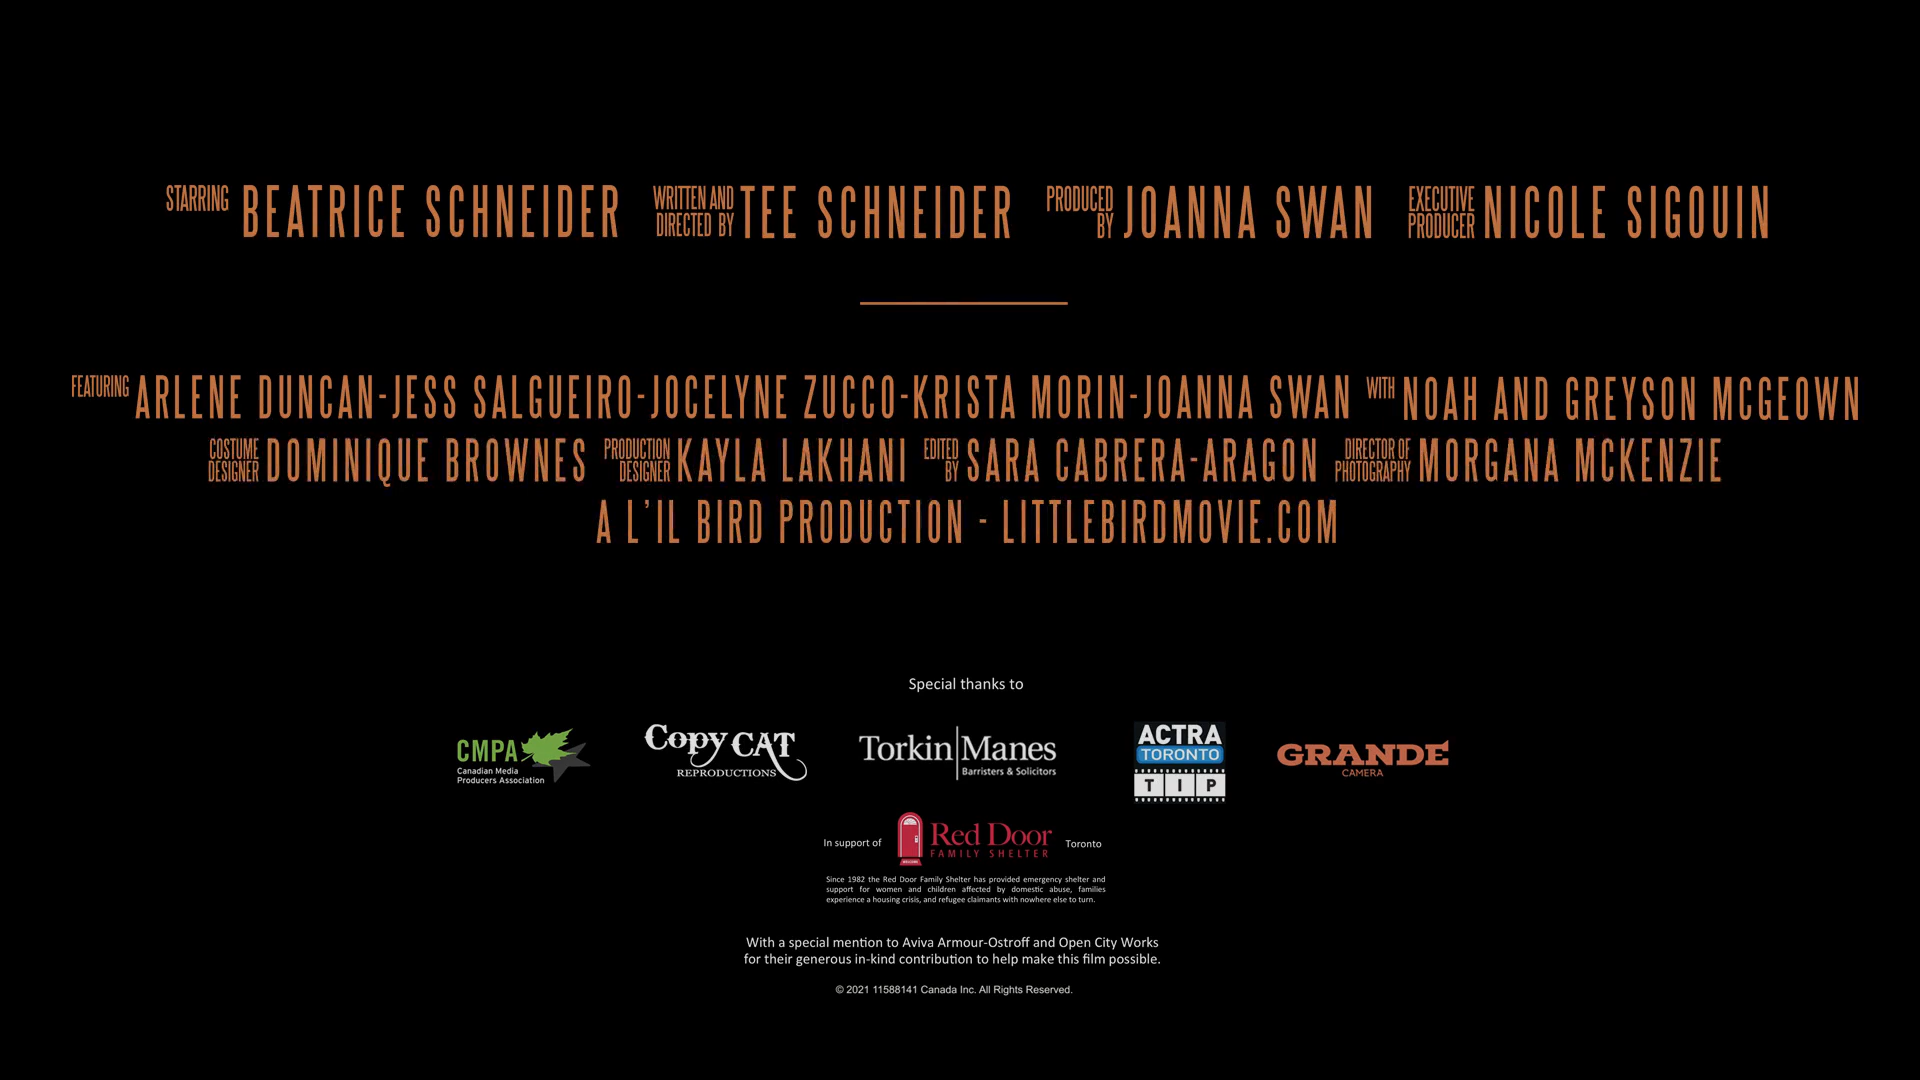 STARRING BEATRICE SCHNEIDER WRITTEN AND DIRECTED BY TEE SCHNEIDER PRODUCED BY JOANNA SWAN EXECUTIVE PRODUCER NICOLE SIGOUIN
FEATURING ARLENE DUNCAN-JESS SALGUEIRO-JOCELYNE ZUCCO-KRISTA MORIN-JOANNA SWAN WITH NOAH AND GREYSON MCGEOWN
COSTUME DESIGNER DOMINIQUE BROWNES PRODUCTION DESIGNER KAYLA LAKHANI EDITED BY SARA CABRERA-ARAGON DIRECTOR OF PHOTOGRAPHY MORGANA MCKENZIE
A L'IL BIRD PRODUCTION - LITTLEBIRDMOVIE.COM
Special thanks to
CMPA
Canadian Media
Producers Association
Copy CAT
REPRODUCTIONS
Torkin Manes
Barristers & Solicitors
ACTRA
TORONTO
T I P
GRANDE
CAMERA
In support of
Red Door
FAMILY SHELTER
Toronto
Since 1982 the Red Door Family Shelter has provided emergency shelter and
support for women and children affected by domestic abuse, families
experience a housing crisis, and refugee claimants with nowhere else to turn.
With a special mention to Aviva Armour-Ostroff and Open City Works
for their generous in-kind contribution to help make this film possible.
© 2021 11588141 Canada Inc. All Rights Reserved.